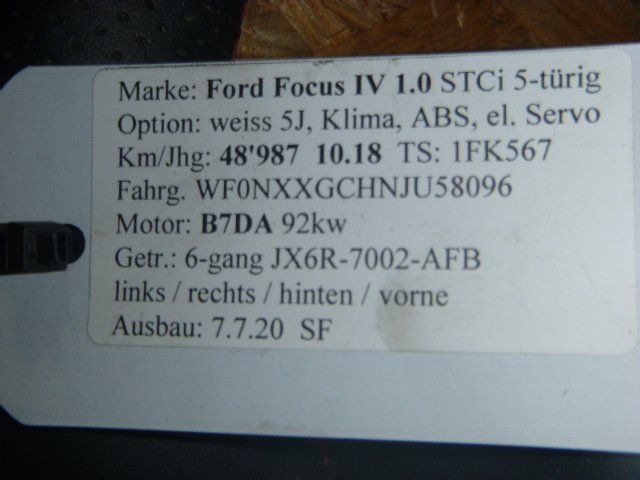 Marke: Ford Focus IV 1.0 STCi 5-türig
Option: weiss 5J, Klima, ABS, el. Servo
Km/Jhg: 48'987 10.18 TS: 1FK567
Fahrg. WF0NXXGCHNJU58096
Motor: B7DA 92kw
Getr.: 6-gang JX6R-7002-AFB
links / rechts / hinten / vorne
Ausbau: 7.7.20 SF